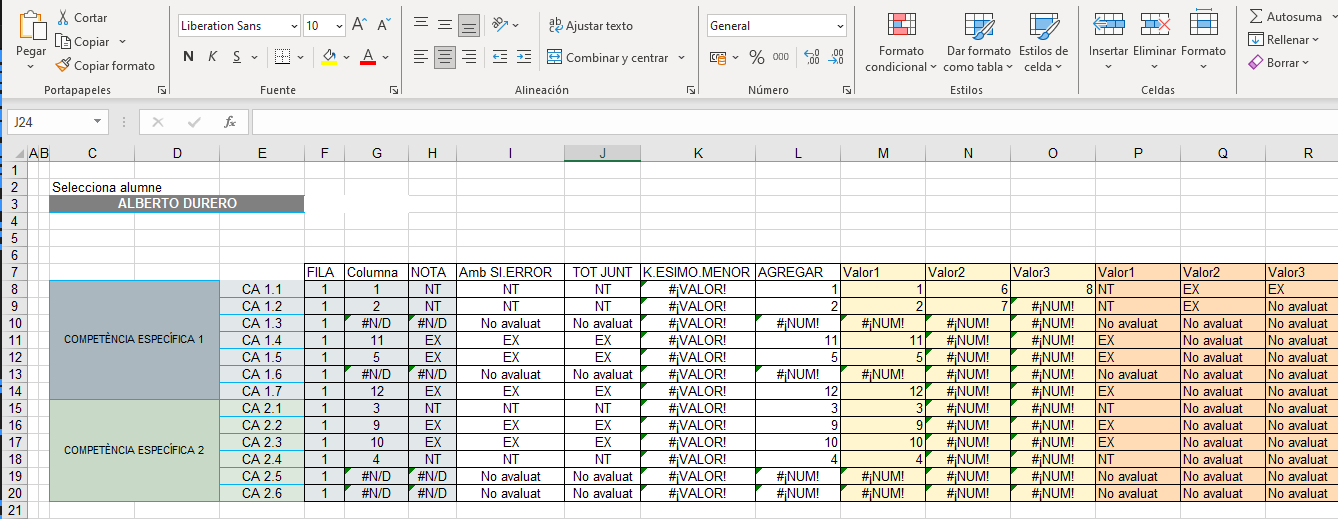 Pegar
Cortar
Copiar
Copiar formato
Portapapeles
Liberation Sans 10 A A
N K S A
Fuente
ab Ajustar texto
Combinar y centrar
Alineación
General
% 000 ,00 ,00
Número
Formato condicional
Dar formato como tabla
Estilos de celda
Estilos
Insertar Eliminar Formato
Celdas
Autosuma
Rellenar
Borrar
J24 fx
A B C D E F G H I J K L M N O P Q R
1
2 Selecciona alumne
3 ALBERTO DURERO
4
5
6
7 FILA Columna NOTA Amb SI.ERROR TOT JUNT K.ESIMO.MENOR AGREGAR Valor1 Valor2 Valor3 Valor1 Valor2 Valor3
8 CA 1.1 1 1 NT NT NT #¡VALOR! 1 1 6 8 NT EX EX
9 CA 1.2 1 2 NT NT NT #¡VALOR! 2 2 7 #¡NUM! NT EX No avaluat
10 CA 1.3 1 #N/D #N/D No avaluat No avaluat #¡VALOR! #¡NUM! #¡NUM! #¡NUM! #¡NUM! No avaluat No avaluat No avaluat
11 COMPETÈNCIA ESPECÍFICA 1 CA 1.4 1 11 EX EX EX #¡VALOR! 11 11 #¡NUM! #¡NUM! EX No avaluat No avaluat
12 CA 1.5 1 5 EX EX EX #¡VALOR! 5 5 #¡NUM! #¡NUM! EX No avaluat No avaluat
13 CA 1.6 1 #N/D #N/D No avaluat No avaluat #¡VALOR! #¡NUM! #¡NUM! #¡NUM! #¡NUM! No avaluat No avaluat No avaluat
14 CA 1.7 1 12 EX EX EX #¡VALOR! 12 12 #¡NUM! #¡NUM! EX No avaluat No avaluat
15 CA 2.1 1 3 NT NT NT #¡VALOR! 3 3 #¡NUM! #¡NUM! NT No avaluat No avaluat
16 CA 2.2 1 9 EX EX EX #¡VALOR! 9 9 #¡NUM! #¡NUM! EX No avaluat No avaluat
17 CA 2.3 1 10 EX EX EX #¡VALOR! 10 10 #¡NUM! #¡NUM! EX No avaluat No avaluat
18 COMPETÈNCIA ESPECÍFICA 2 CA 2.4 1 4 NT NT NT #¡VALOR! 4 4 #¡NUM! #¡NUM! NT No avaluat No avaluat
19 CA 2.5 1 #N/D #N/D No avaluat No avaluat #¡VALOR! #¡NUM! #¡NUM! #¡NUM! #¡NUM! No avaluat No avaluat No avaluat
20 CA 2.6 1 #N/D #N/D No avaluat No avaluat #¡VALOR! #¡NUM! #¡NUM! #¡NUM! #¡NUM! No avaluat No avaluat No avaluat
21